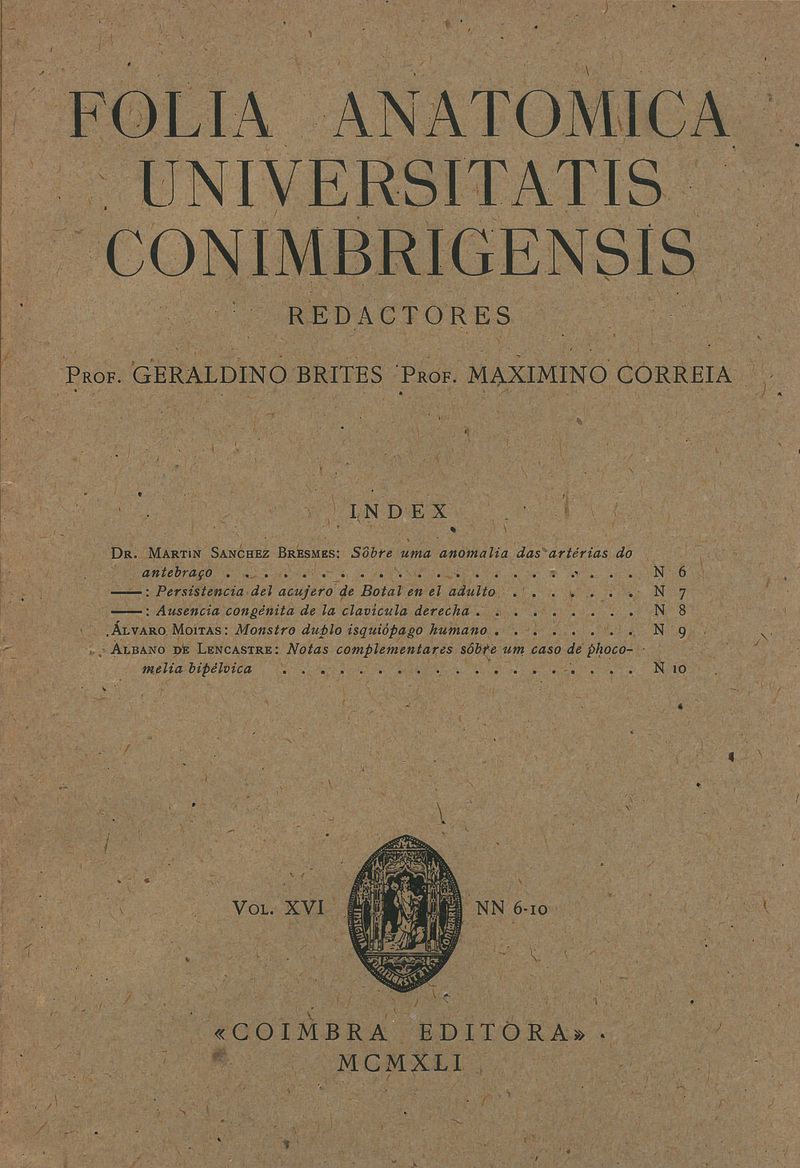 FOLIA ANATOMICA
UNIVERSITATIS
CONIMBRIGENSIS
REDACTORES
PROF. GERALDINO BRITES PROF. MAXIMINO CORREIA
INDEX
DR. MARTIN SANCHEZ BRESMES: Sôbre uma anomalia das artérias do
antebraço . . . . . . . . . . . . . . . . . . . . . . N 6
——: Persistencia del acujero de Botal en el adulto . . . . . . . N 7
——: Ausencia congénita de la clavicula derecha . . . . . . . . . N 8
ÁLVARO MOITAS: Monstro duplo isquiópago humano . . . . . . . . N 9
ALBANO DE LENCASTRE: Notas complementares sôbre um caso de phoco-
melia bipélvica . . . . . . . . . . . . . . . . . . . N 10
VOL. XVI
NN 6-10
«COIMBRA EDITORA»
MCMXLI